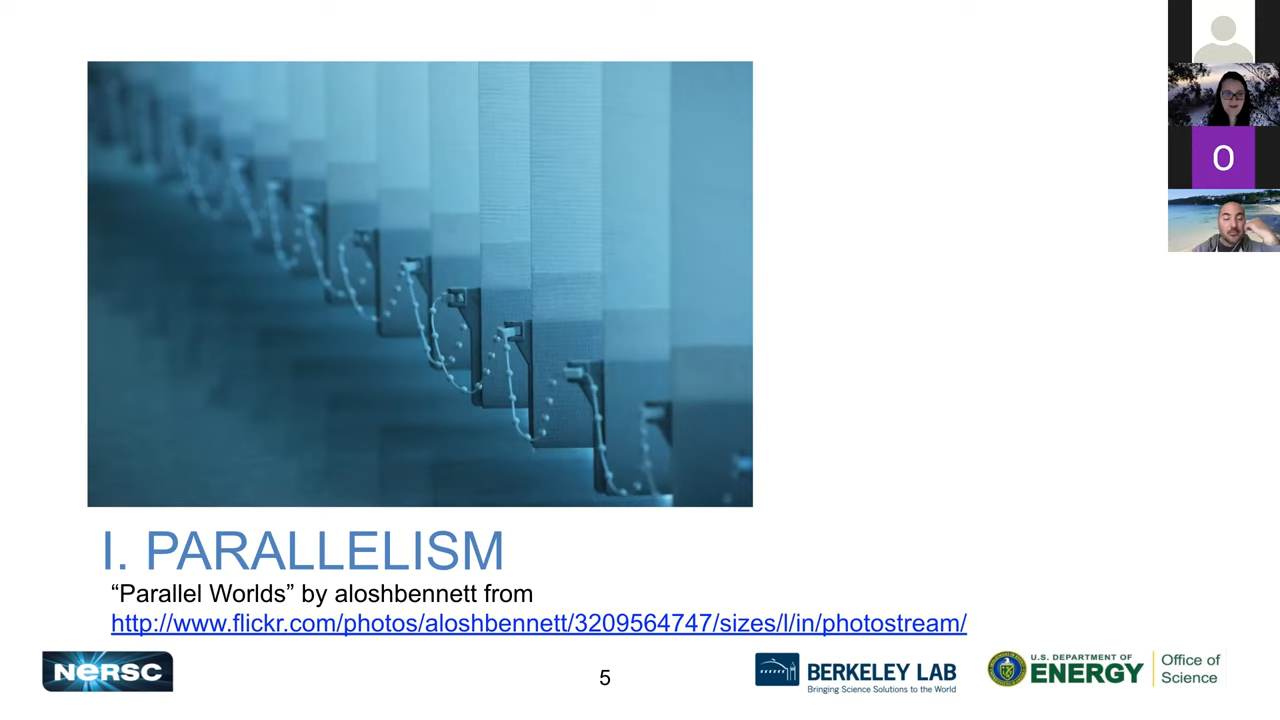 O
I. PARALLELISM
“Parallel Worlds” by aloshbennett from
http://www.flickr.com/photos/aloshbennett/3209564747/sizes/l/in/photostream/
NERSC
5
BERKELEY LAB
Bringing Science Solutions to the World
U.S. DEPARTMENT OF
ENERGY
Office of
Science